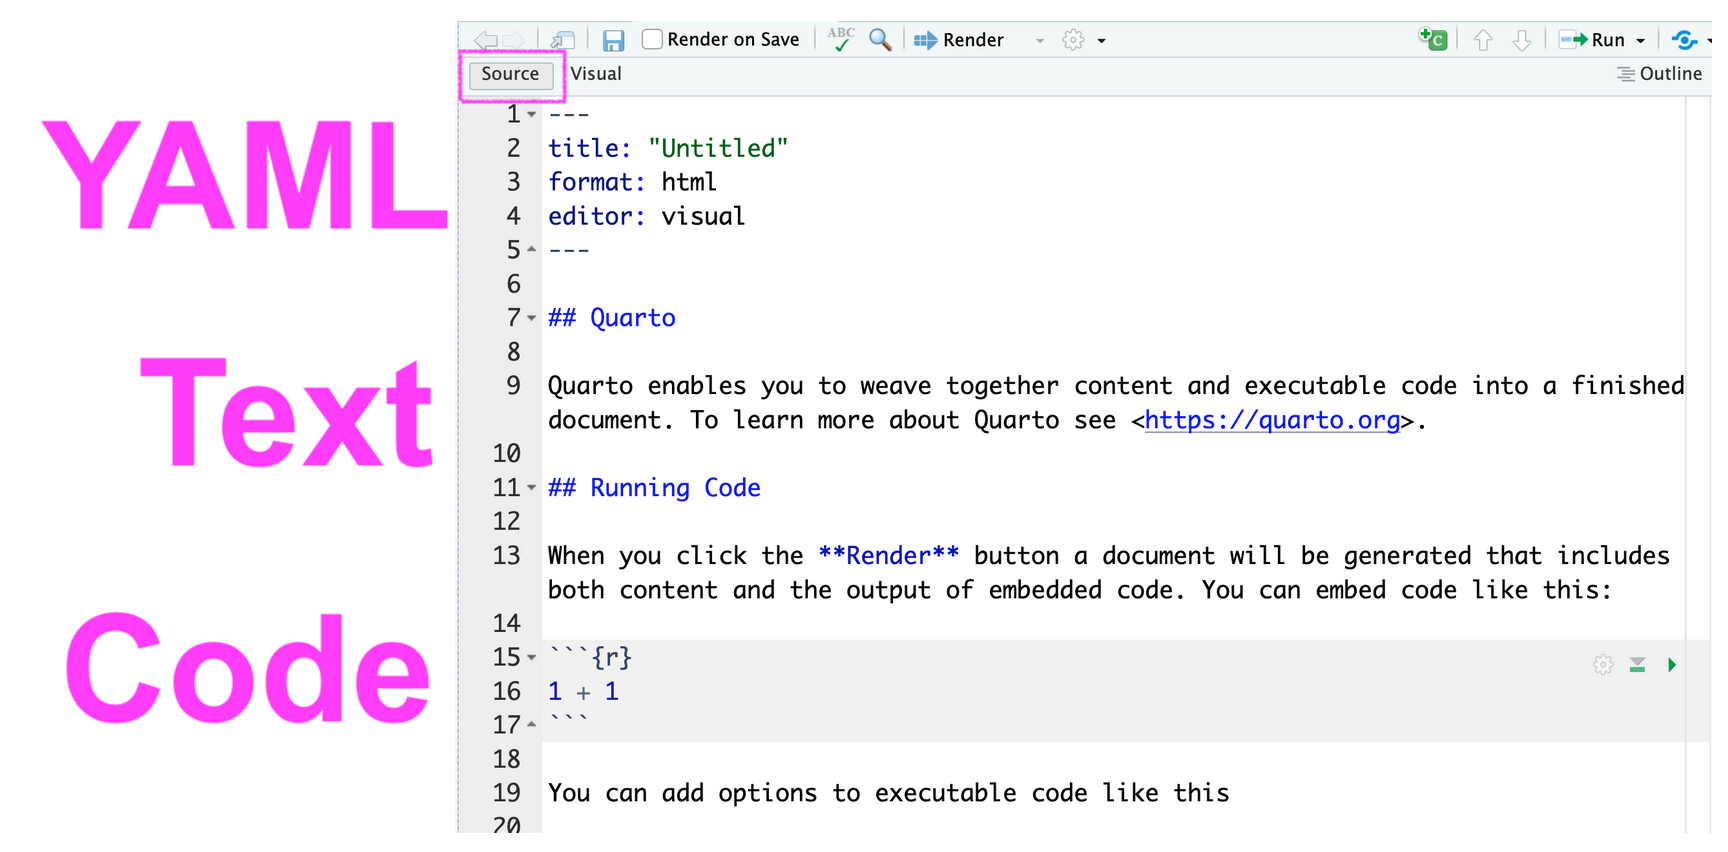 ABC
Render on Save
Render
C
Run
Source
Visual
Outline
YAML
Text
Code
1 ---
2 title: "Untitled"
3 format: html
4 editor: visual
5 ---
6
7 ## Quarto
8
9 Quarto enables you to weave together content and executable code into a finished
document. To learn more about Quarto see <https://quarto.org>.
10
11 ## Running Code
12
13 When you click the **Render** button a document will be generated that includes
both content and the output of embedded code. You can embed code like this:
14
15 ```{r}
16 1 + 1
17 ```
18
19 You can add options to executable code like this
20